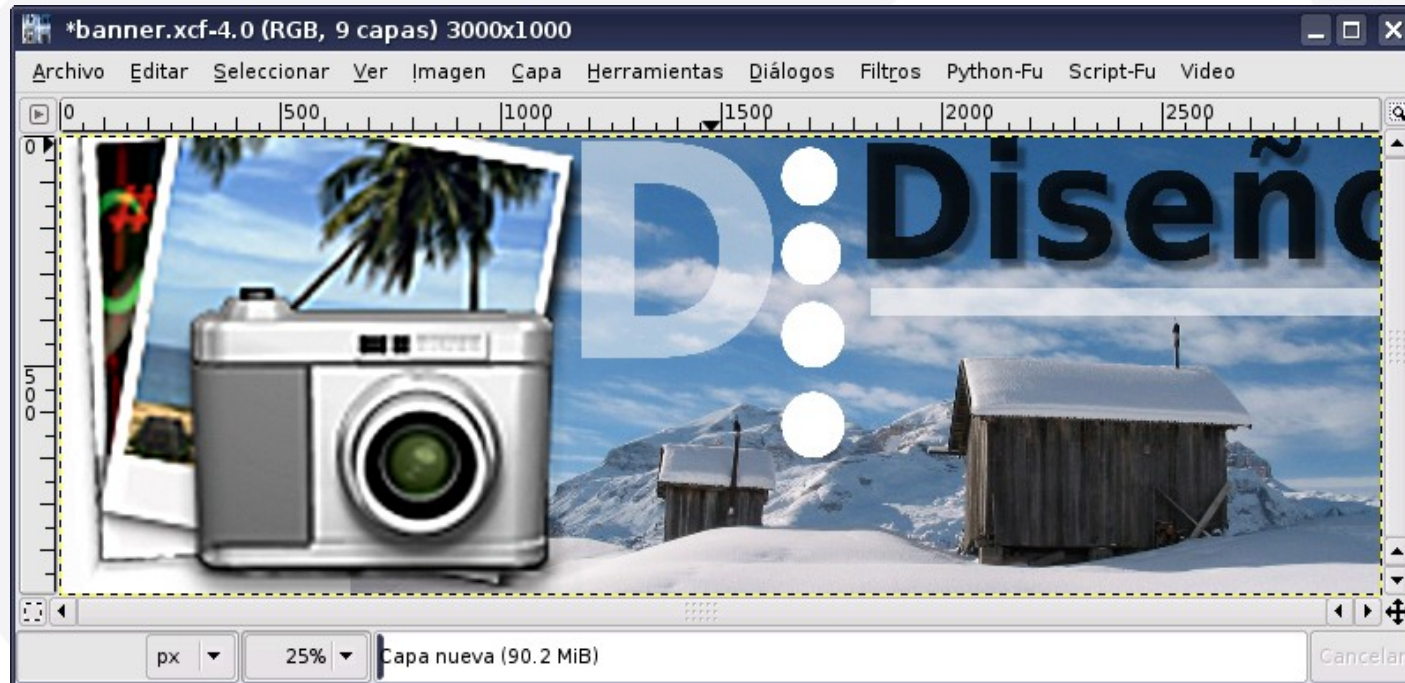 *banner.xcf-4.0 (RGB, 9 capas) 3000x1000
Archivo Editar Seleccionar Ver Imagen Capa Herramientas Diálogos Filtros Python-Fu Script-Fu Video
0 500 1000 1500 2000 2500
0
500
#
D Diseño
px 25% Capa nueva (90.2 MiB) Cancelar